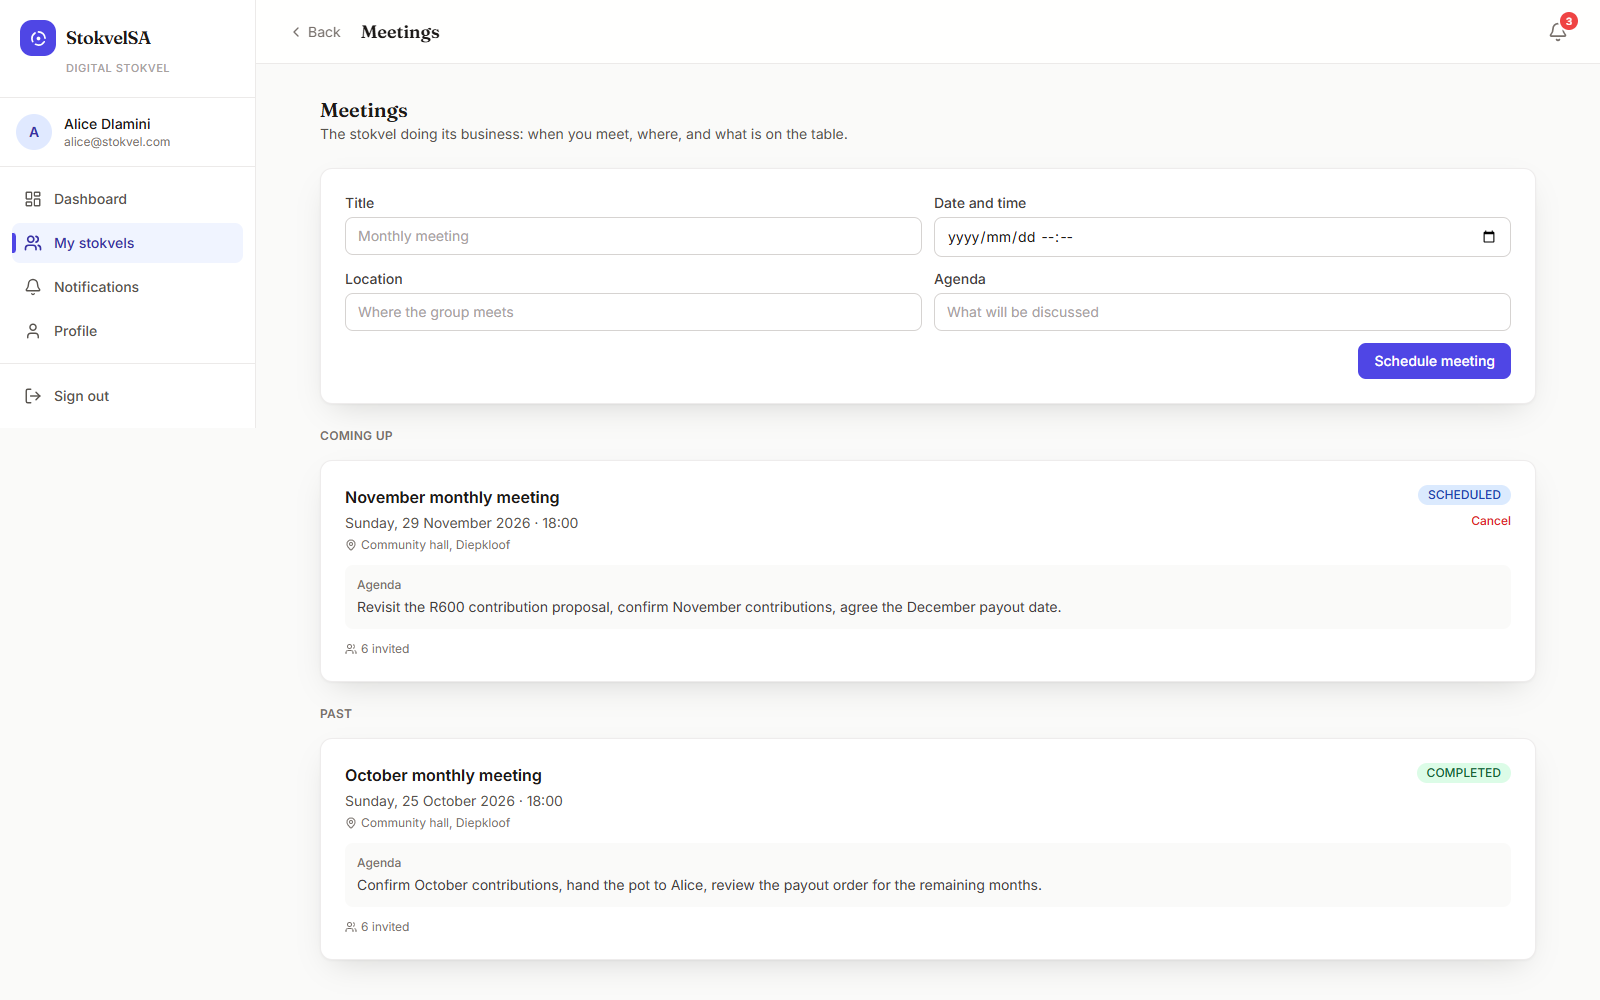 StokvelSA
DIGITAL STOKVEL
A
Alice Dlamini
alice@stokvel.com
Dashboard
My stokvels
Notifications
Profile
Sign out
Back
Meetings
3
Meetings
The stokvel doing its business: when you meet, where, and what is on the table.
Title
Monthly meeting
Date and time
yyyy/mm/dd --:--
Location
Where the group meets
Agenda
What will be discussed
Schedule meeting
COMING UP
November monthly meeting
SCHEDULED
Sunday, 29 November 2026 · 18:00
Cancel
Community hall, Diepkloof
Agenda
Revisit the R600 contribution proposal, confirm November contributions, agree the December payout date.
6 invited
PAST
October monthly meeting
COMPLETED
Sunday, 25 October 2026 · 18:00
Community hall, Diepkloof
Agenda
Confirm October contributions, hand the pot to Alice, review the payout order for the remaining months.
6 invited